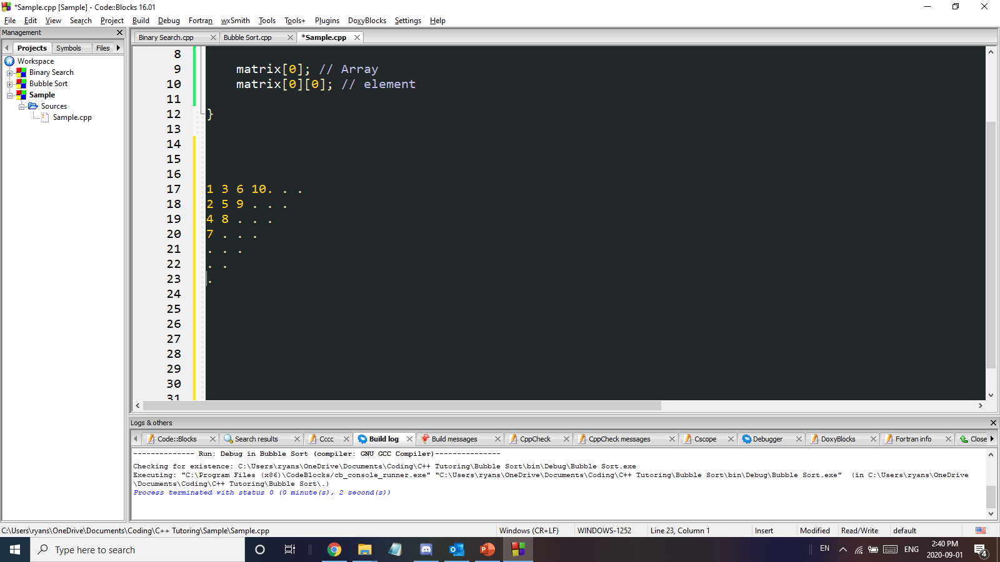 *Sample.cpp [Sample] - Code::Blocks 16.01
File Edit View Search Project Build Debug Fortran wxSmith Tools Tools+ Plugins DoxyBlocks Settings Help
Management
Projects Symbols Files
Workspace
Binary Search
Bubble Sort
Sample
Sources
Sample.cpp
Binary Search.cpp Bubble Sort.cpp *Sample.cpp
8
9 matrix[0]; // Array
10 matrix[0][0]; // element
11
12 }
13
14
15
16
17 1 3 6 10. . .
18 2 5 9 . . .
19 4 8 . . .
20 7 . . .
21 . . .
22 . .
23 .
24
25
26
27
28
29
30
31
Logs & others
Code::Blocks Search results Cccc Build log Build messages CppCheck CppCheck messages Cscope Debugger DoxyBlocks Fortran info Close
-------------- Run: Debug in Bubble Sort (compiler: GNU GCC Compiler)---------------
Checking for existence: C:\Users\ryans\OneDrive\Documents\Coding\C++ Tutoring\Bubble Sort\bin\Debug\Bubble Sort.exe
Executing: "C:\Program Files (x86)\CodeBlocks/cb_console_runner.exe" "C:\Users\ryans\OneDrive\Documents\Coding\C++ Tutoring\Bubble Sort\bin\Debug\Bubble Sort.exe"  (in C:\Users\ryans\OneDrive
\Documents\Coding\C++ Tutoring\Bubble Sort\.)
Process terminated with status 0 (0 minute(s), 2 second(s))
C:\Users\ryans\OneDrive\Documents\Coding\C++ Tutoring\Sample\Sample.cpp Windows (CR+LF) WINDOWS-1252 Line 23, Column 1 Insert Modified Read/Write default
Type here to search
EN ENG 2:40 PM
2020-09-01
4